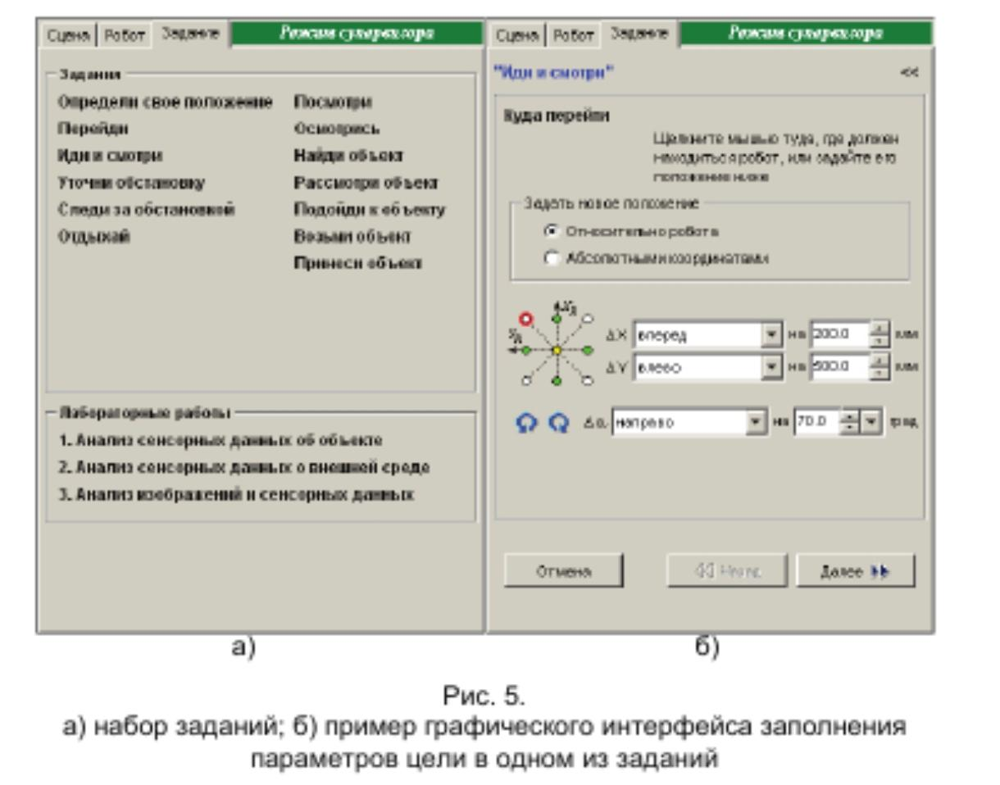 Сцена Робот Задание Режим супервизора
Задания
Определи свое положение
Перейди
Иди и смотри
Уточни обстановку
Следи за обстановкой
Отдыхай
Посмотри
Осмотрись
Найди объект
Рассмотри объект
Подойди к объекту
Возьми объект
Принеси объект
Лабораторные работы
1. Анализ сенсорных данных об объекте
2. Анализ сенсорных данных о внешней среде
3. Анализ изображений и сенсорных данных
а)
Сцена Робот Задание Режим супервизора
"Иди и смотри" <<
Куда перейти
Щелкните мышью туда, где должен
находиться робот, или задайте его
положение ниже
Задать новое положение
Относительно робота
Абсолютными координатами
ΔX вперед на 200.0 мм
ΔY влево на 500.0 мм
Δα направо на 70.0 град
Отмена Назад Далее
б)
Рис. 5.
а) набор заданий; б) пример графического интерфейса заполнения
параметров цели в одном из заданий